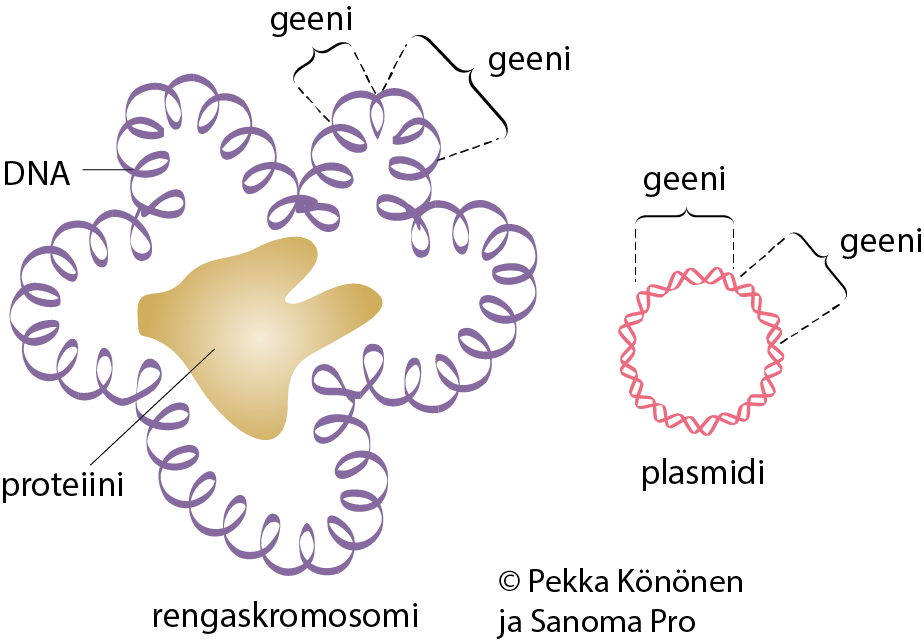 geeni
geeni
DNA
geeni
geeni
proteiini
plasmidi
rengaskromosomi
© Pekka Könönen
ja Sanoma Pro